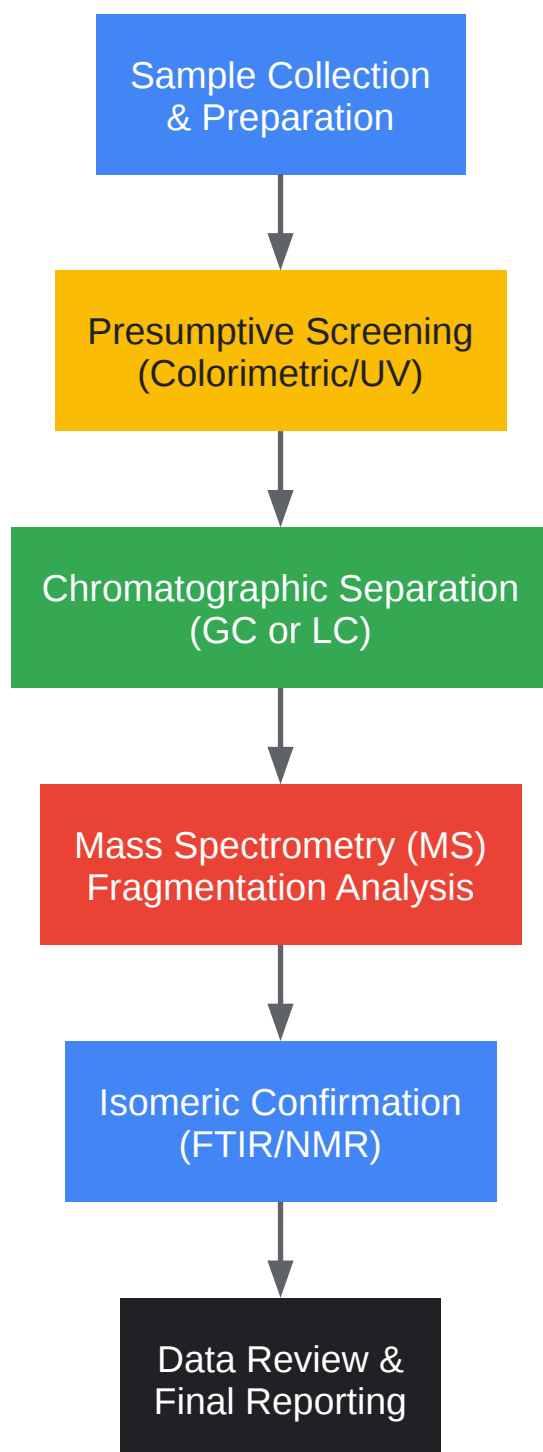 Sample Collection
& Preparation
Presumptive Screening
(Colorimetric/UV)
Chromatographic Separation
(GC or LC)
Mass Spectrometry (MS)
Fragmentation Analysis
Isomeric Confirmation
(FTIR/NMR)
Data Review &
Final Reporting